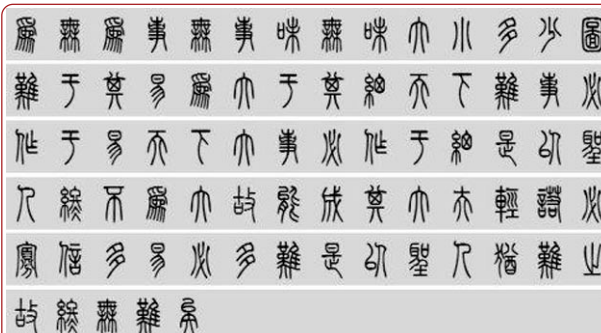 爲無爲事無事味無味大小多少圖
難于其易爲大于其細天下難事必
作于易天下大事必作于細是以聖
人終不爲大故能成其大夫輕諾必
寡信多易必多難是以聖人猶難之
故終無難矣